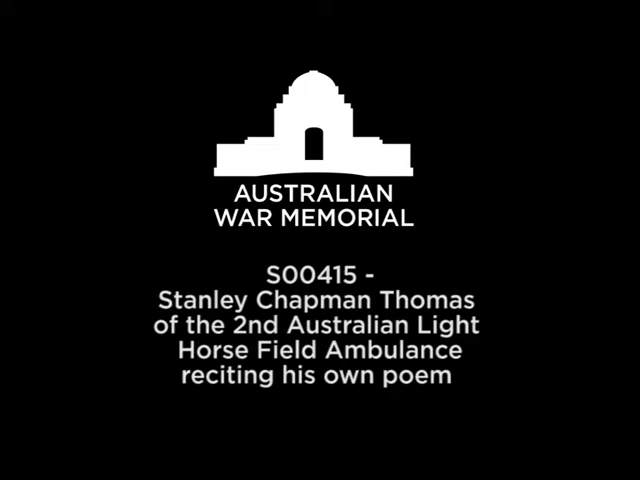 AUSTRALIAN
WAR MEMORIAL
S00415 -
Stanley Chapman Thomas
of the 2nd Australian Light
Horse Field Ambulance
reciting his own poem